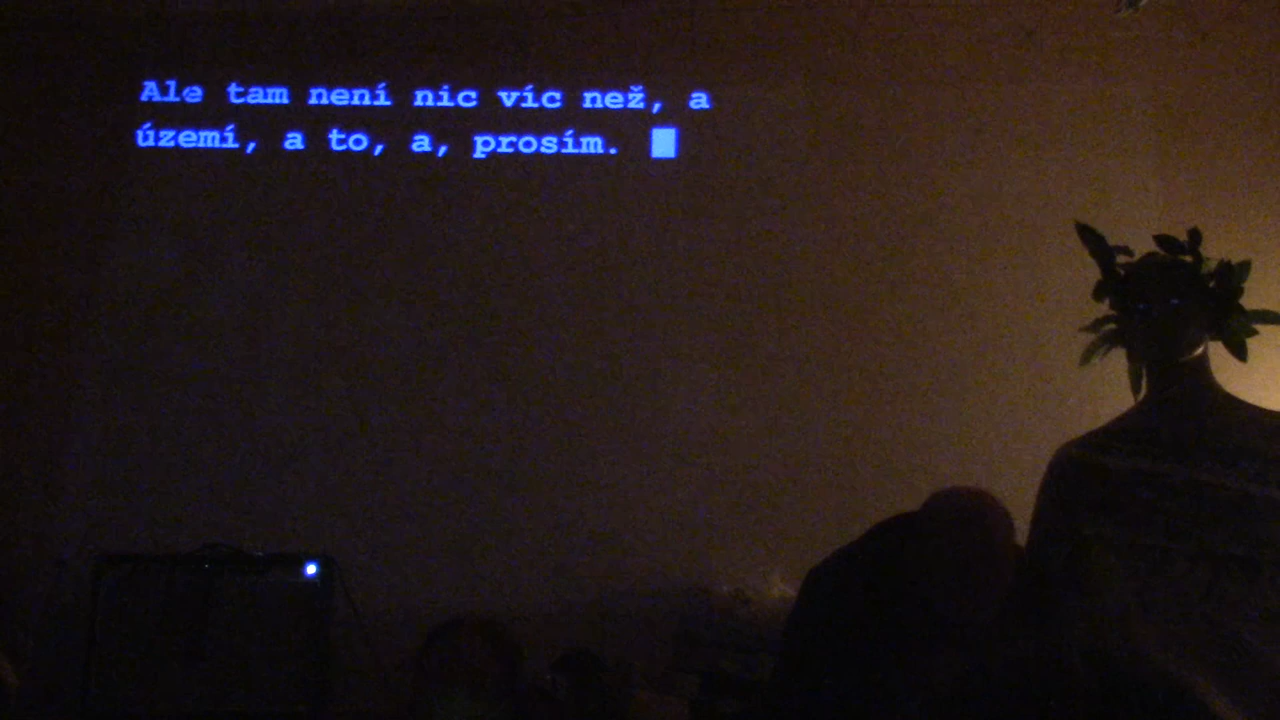 Ale tam není nic víc než, a
území, a to, a, prosím.